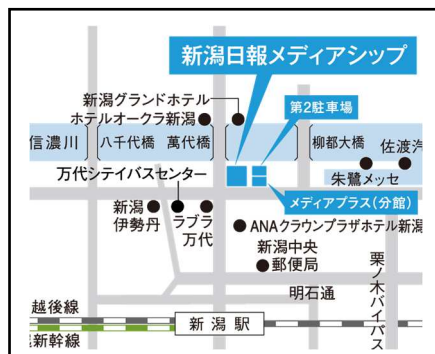 新潟日報メディアシップ
新潟グランドホテル
ホテルオークラ新潟
第2駐車場
信濃川
八千代橋
萬代橋
柳都大橋
佐渡汽
朱鷺メッセ
万代シテイバスセンター
メディアプラス(分館)
新潟
伊勢丹
ラブラ
万代
ANAクラウンプラザホテル新潟
新潟中央
郵便局
明石通
栗ノ木バイパス
越後線
新幹線
新潟駅